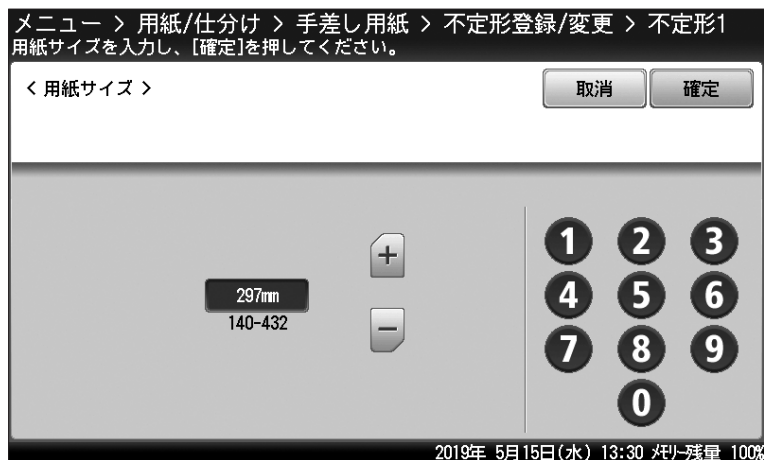 メニュー > 用紙/仕分け > 手差し用紙 > 不定形登録/変更 > 不定形1
用紙サイズを入力し、[確定]を押してください。
< 用紙サイズ >
取消
確定
+
297mm
140-432
−
1 2 3
4 5 6
7 8 9
0
2019年 5月15日(水) 13:30 ﾒﾓﾘｰ残量 100%